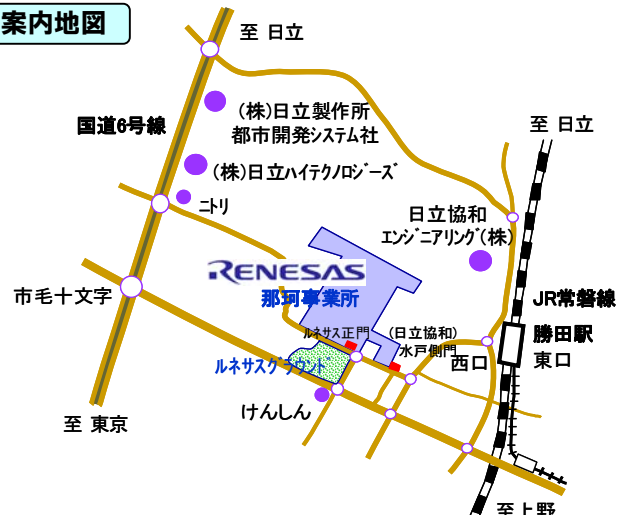 案内地図
至 日立
(株)日立製作所
都市開発システム社
国道6号線
至 日立
(株)日立ハイテクノロジーズ
ニトリ
日立協和
エンジニアリング(株)
RENESAS
那珂事業所
市毛十文字
JR常磐線
ルネサス正門
(日立協和)
水戸側門
勝田駅
西口
東口
ルネサスグラウンド
けんしん
至 東京
至上野